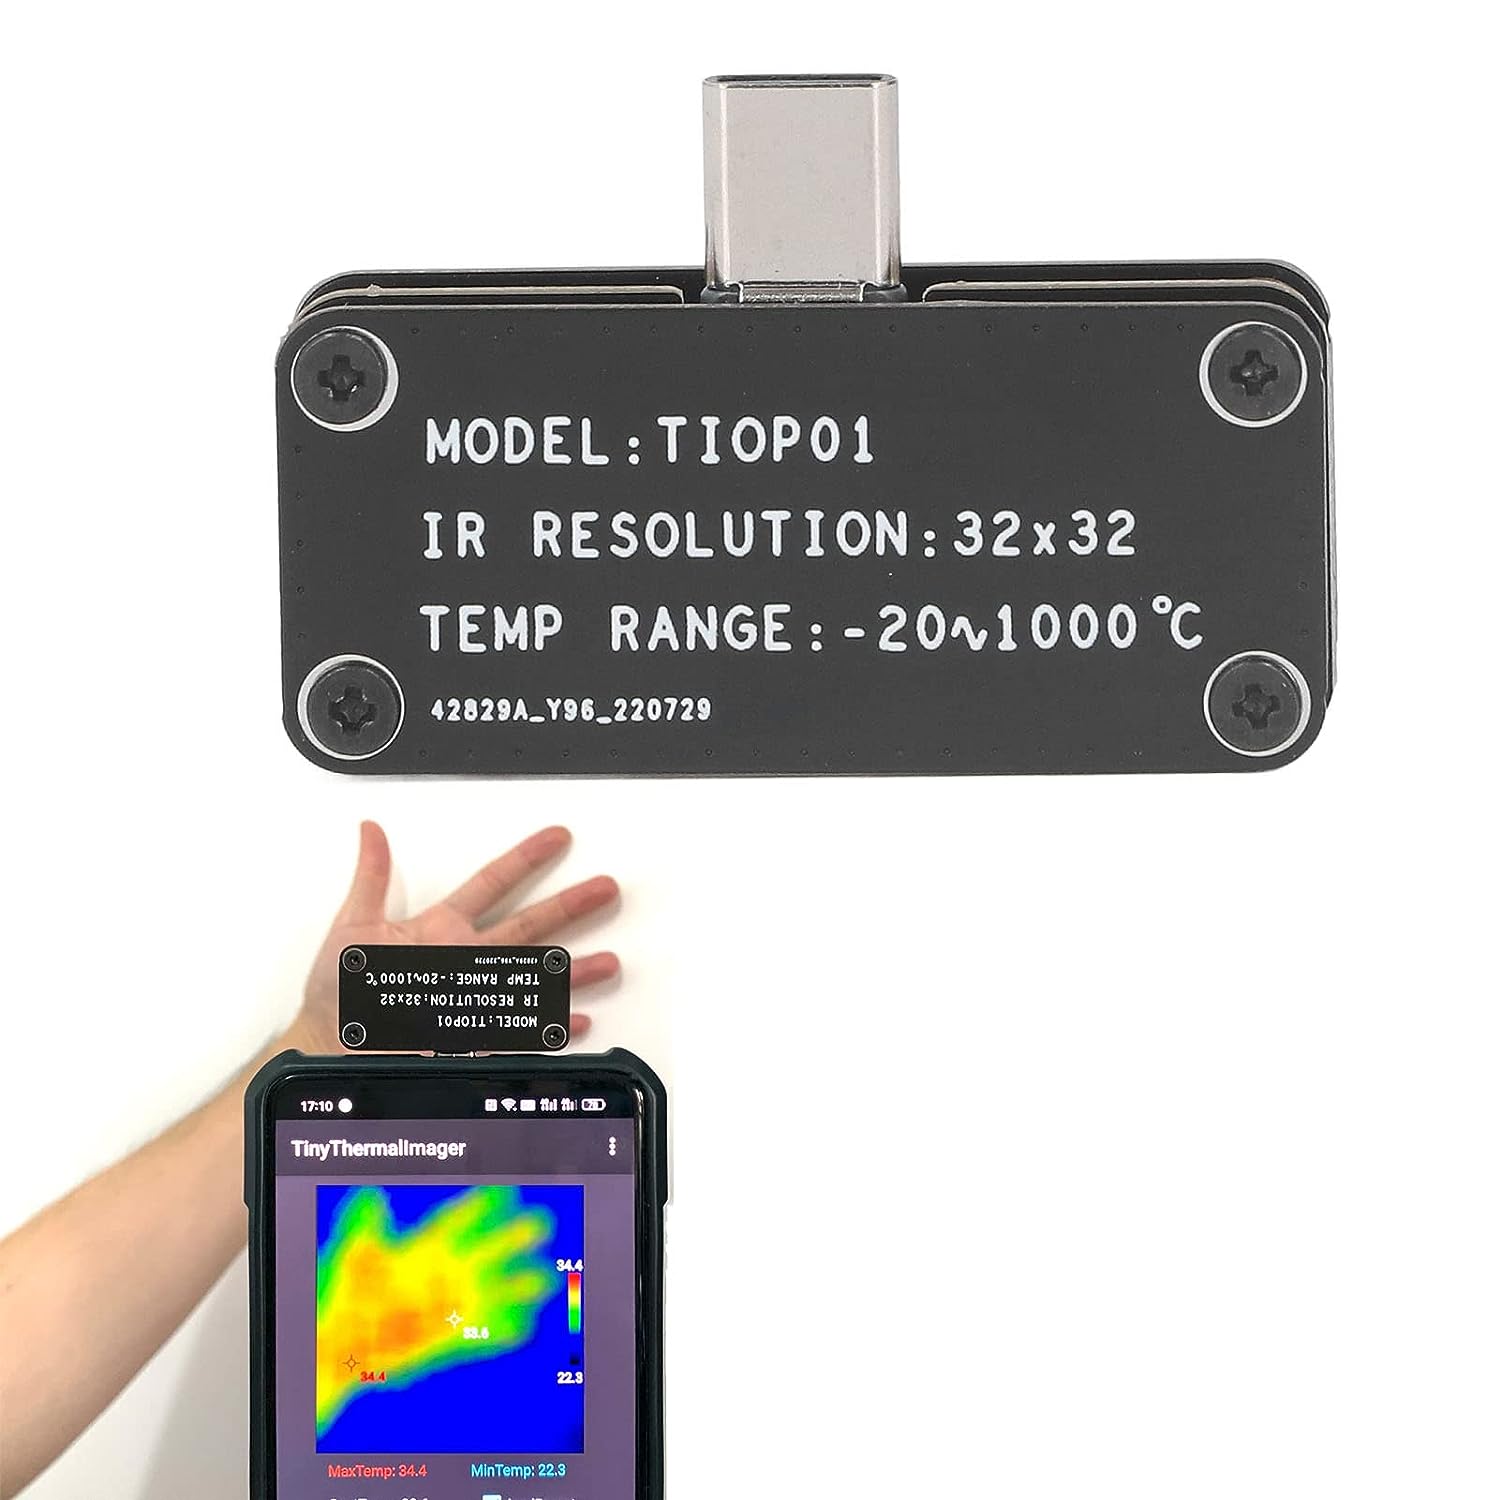 MODEL:TIOP01
IR RESOLUTION:32x32
TEMP RANGE:-20~1000℃
42829A_Y96_220729
42829A_Y96_220729
TEMP RANGE:-20~1000℃
IR RESOLUTION:32x32
MODEL:TIOP01
17:10
TinyThermalImager
34.4
33.6
34.4
22.3
MaxTemp: 34.4 MinTemp: 22.3